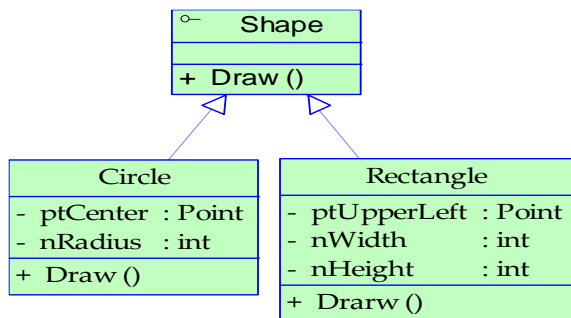 Shape
+ Draw ()
Circle
- ptCenter : Point
- nRadius : int
+ Draw ()
Rectangle
- ptUpperLeft : Point
- nWidth : int
- nHeight : int
+ Drarw ()